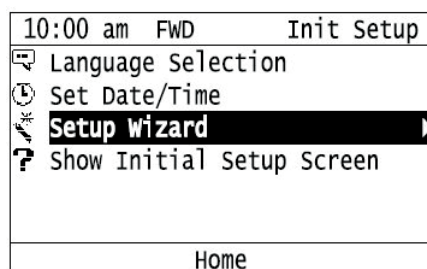 10:00 am FWD Init Setup
Language Selection
Set Date/Time
Setup Wizard
Show Initial Setup Screen
Home